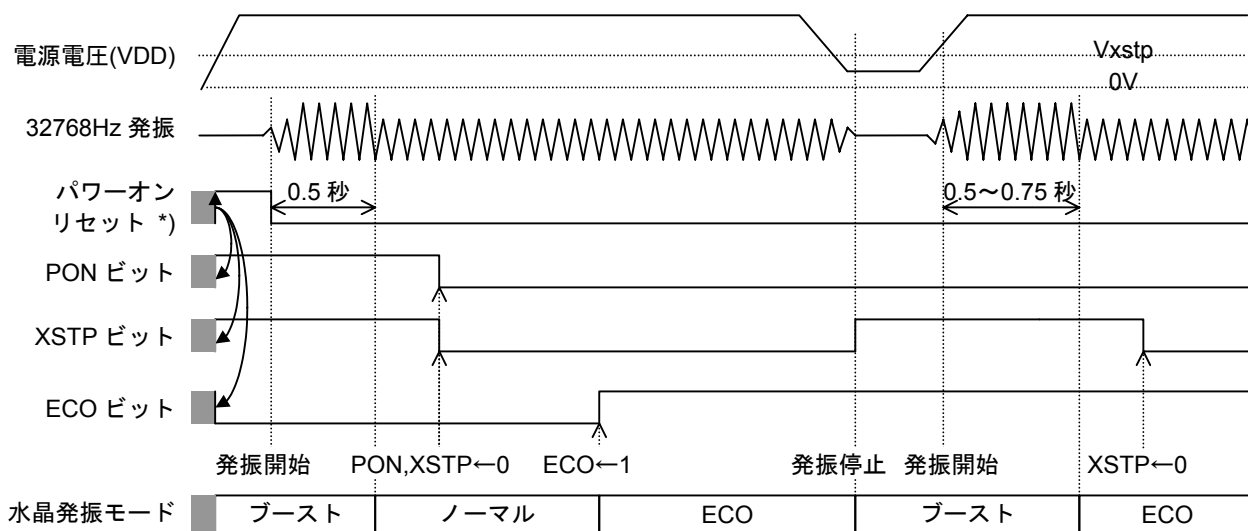 電源電圧(VDD)
Vxstp
0V
32768Hz 発振
パワーオン
リセット *)
0.5 秒
0.5～0.75 秒
PON ビット
XSTP ビット
ECO ビット
発振開始 PON,XSTP←0 ECO←1 発振停止 発振開始 XSTP←0
水晶発振モード ブースト ノーマル ECO ブースト ECO